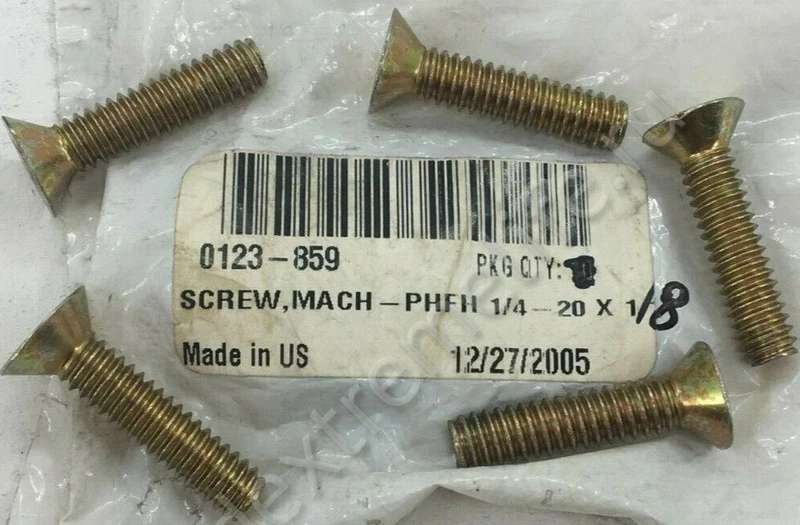 0123-859 PKG QTY:
SCREW,MACH-PHFH 1/4-20 X 1/8
Made in US 12/27/2005